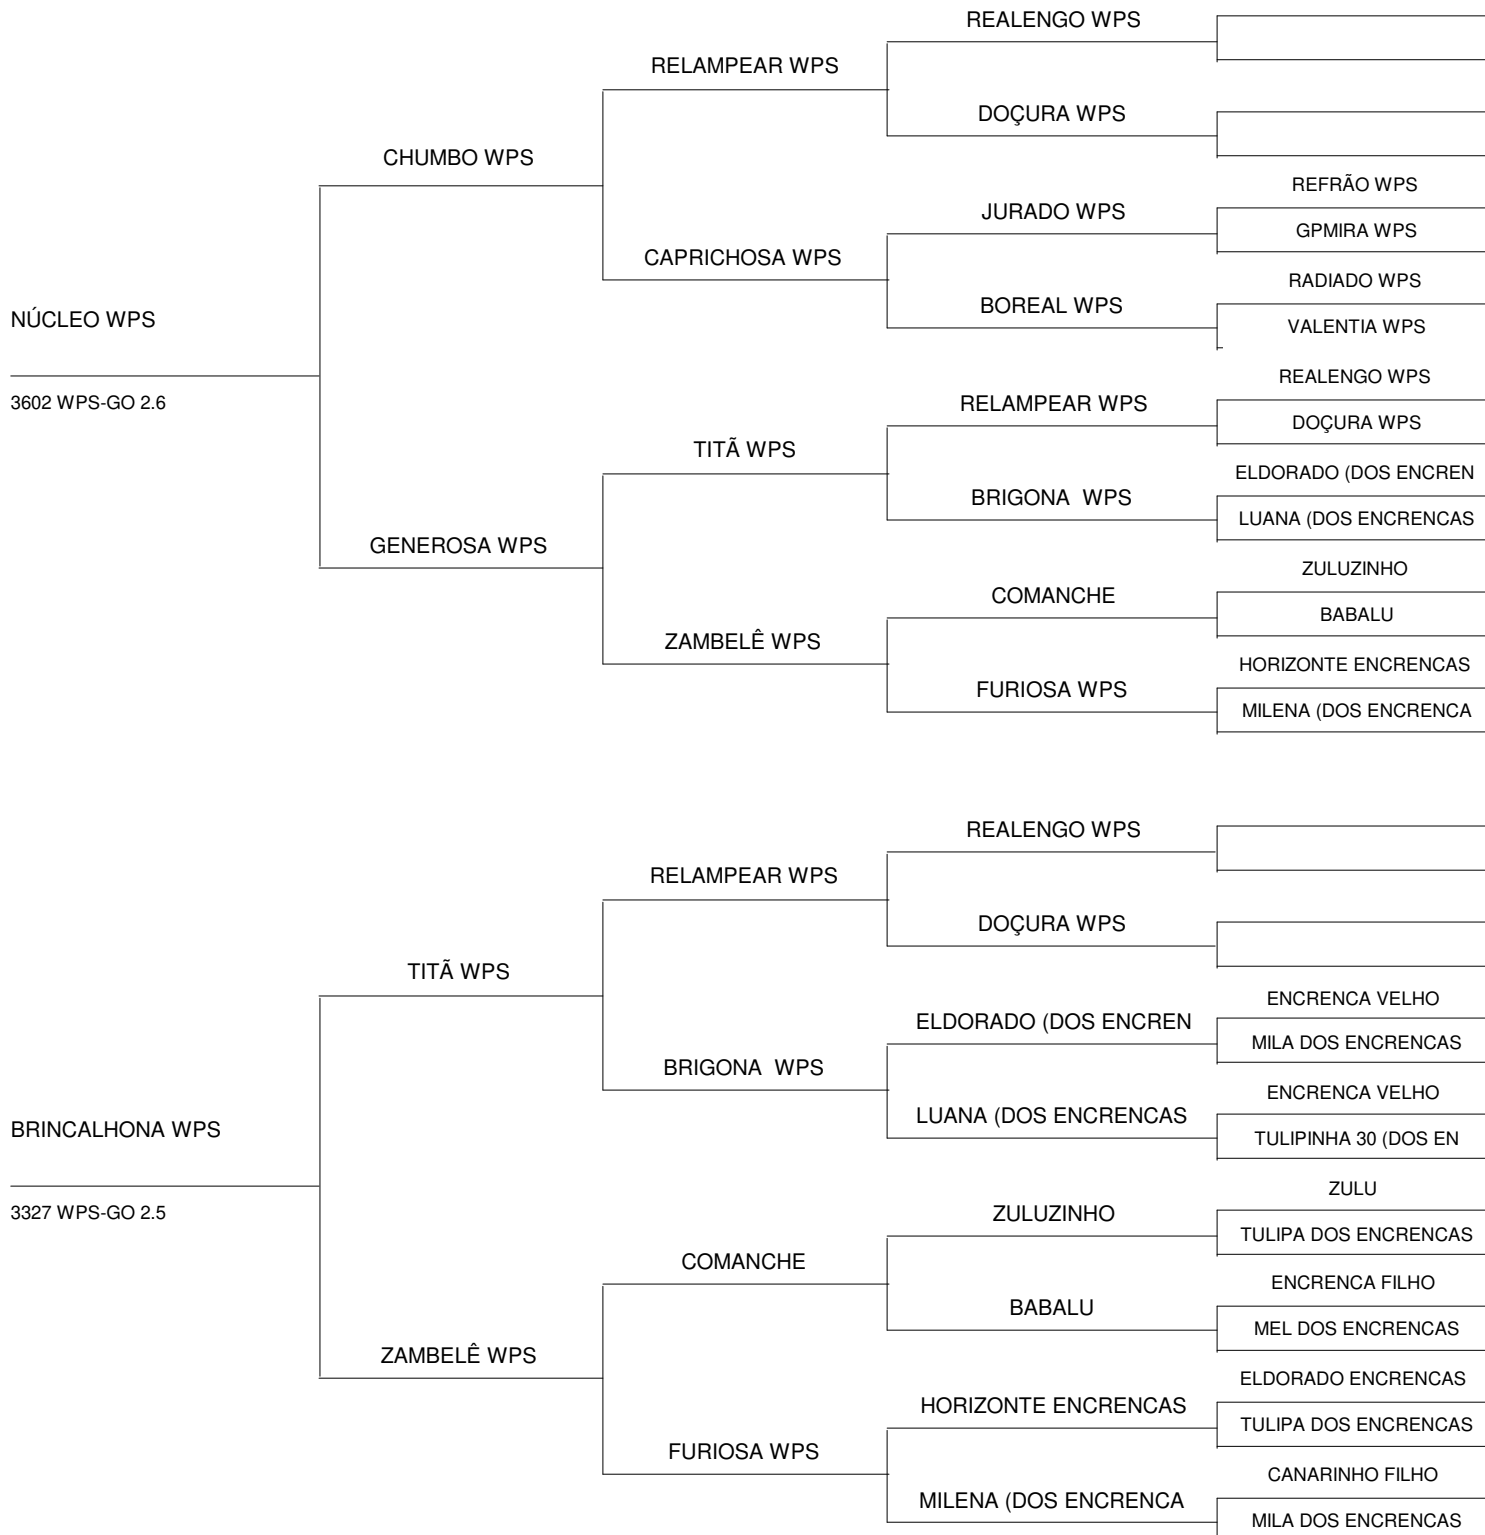 REALENGO WPS
RELAMPEAR WPS
DOÇURA WPS
CHUMBO WPS
REFRÃO WPS
JURADO WPS
GPMIRA WPS
CAPRICHOSA WPS
RADIADO WPS
BOREAL WPS
VALENTIA WPS
NÚCLEO WPS
3602 WPS-GO 2.6
REALENGO WPS
RELAMPEAR WPS
DOÇURA WPS
TITÃ WPS
ELDORADO (DOS ENCREN
BRIGONA  WPS
LUANA (DOS ENCRENCAS
GENEROSA WPS
ZULUZINHO
COMANCHE
BABALU
ZAMBELÊ WPS
HORIZONTE ENCRENCAS
FURIOSA WPS
MILENA (DOS ENCRENCA
REALENGO WPS
RELAMPEAR WPS
DOÇURA WPS
TITÃ WPS
ENCRENCA VELHO
ELDORADO (DOS ENCREN
MILA DOS ENCRENCAS
BRIGONA  WPS
ENCRENCA VELHO
LUANA (DOS ENCRENCAS
TULIPINHA 30 (DOS EN
BRINCALHONA WPS
3327 WPS-GO 2.5
ZULU
ZULUZINHO
TULIPA DOS ENCRENCAS
COMANCHE
ENCRENCA FILHO
BABALU
MEL DOS ENCRENCAS
ZAMBELÊ WPS
ELDORADO ENCRENCAS
HORIZONTE ENCRENCAS
TULIPA DOS ENCRENCAS
FURIOSA WPS
CANARINHO FILHO
MILENA (DOS ENCRENCA
MILA DOS ENCRENCAS